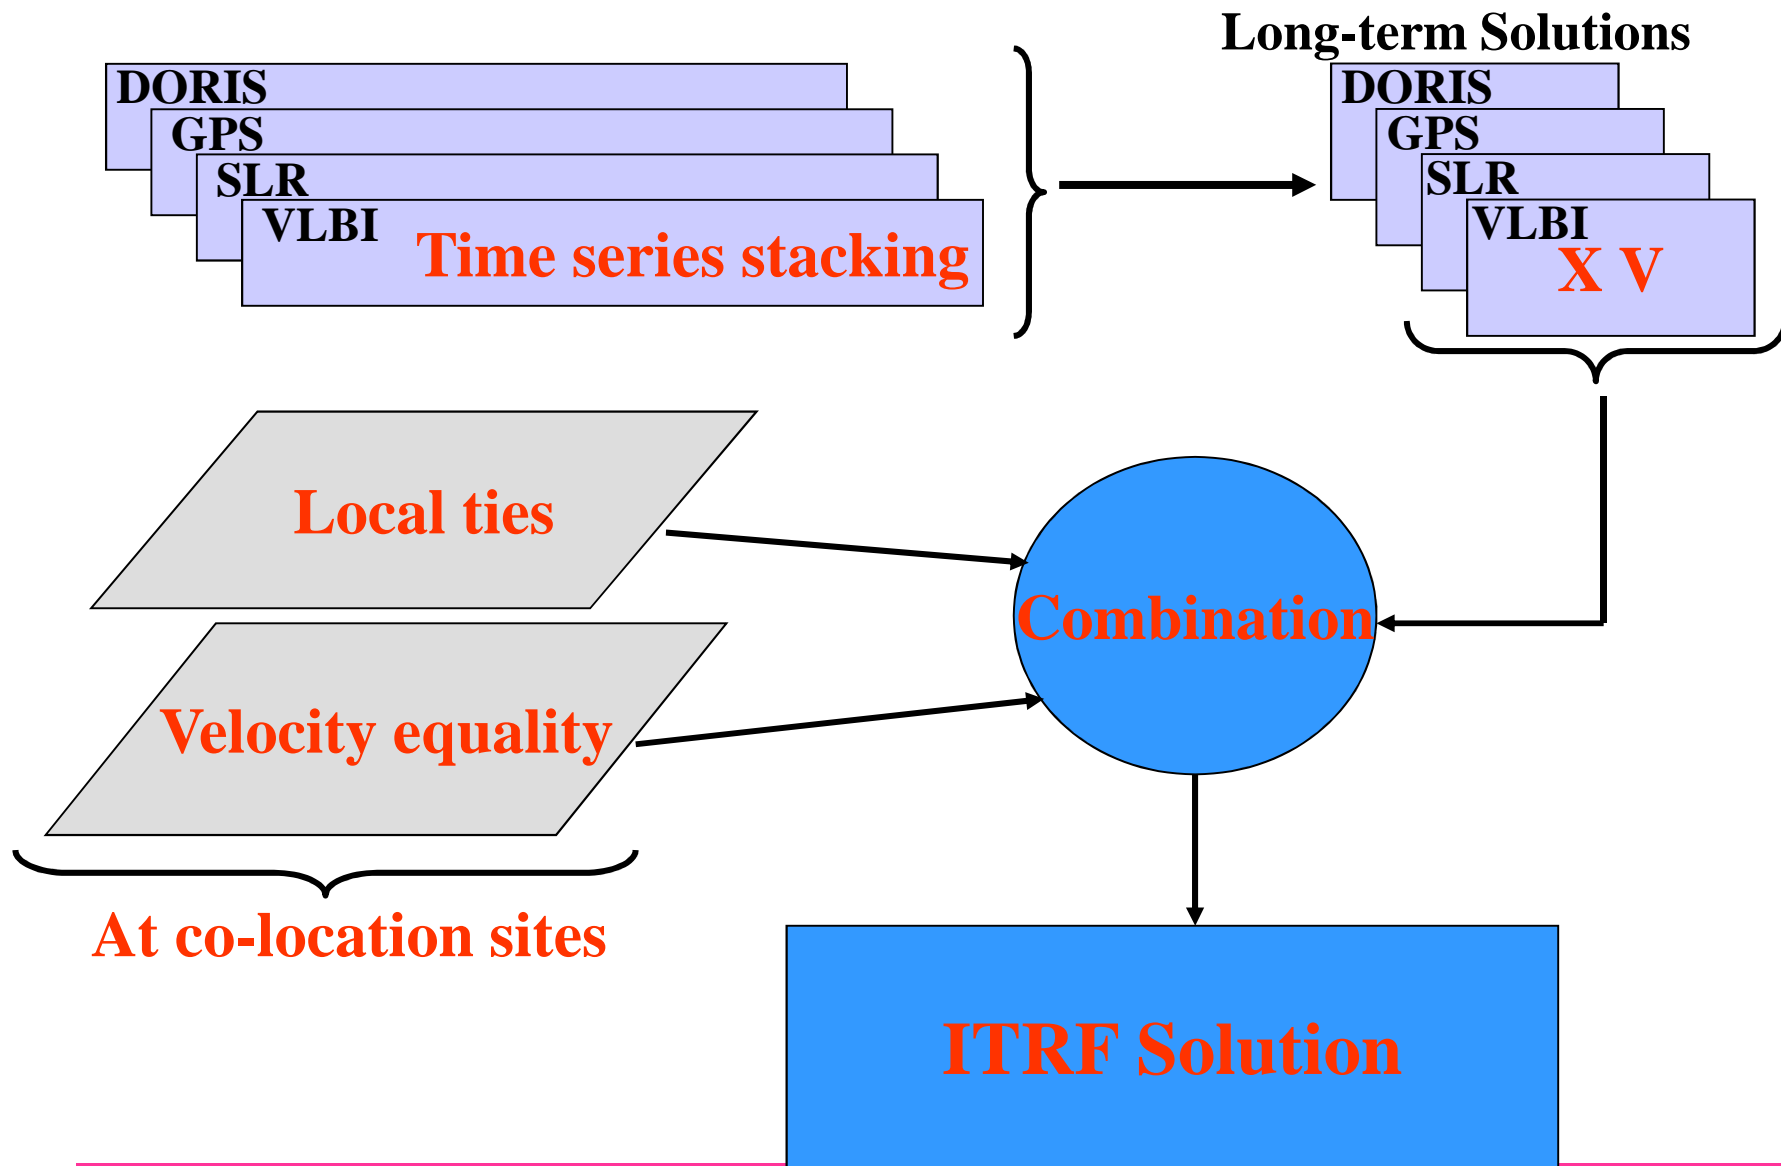 Long-term Solutions
DORIS
GPS
SLR
VLBI
Time series stacking
DORIS
GPS
SLR
VLBI
X V
Local ties
Combination
Velocity equality
At co-location sites
ITRF Solution